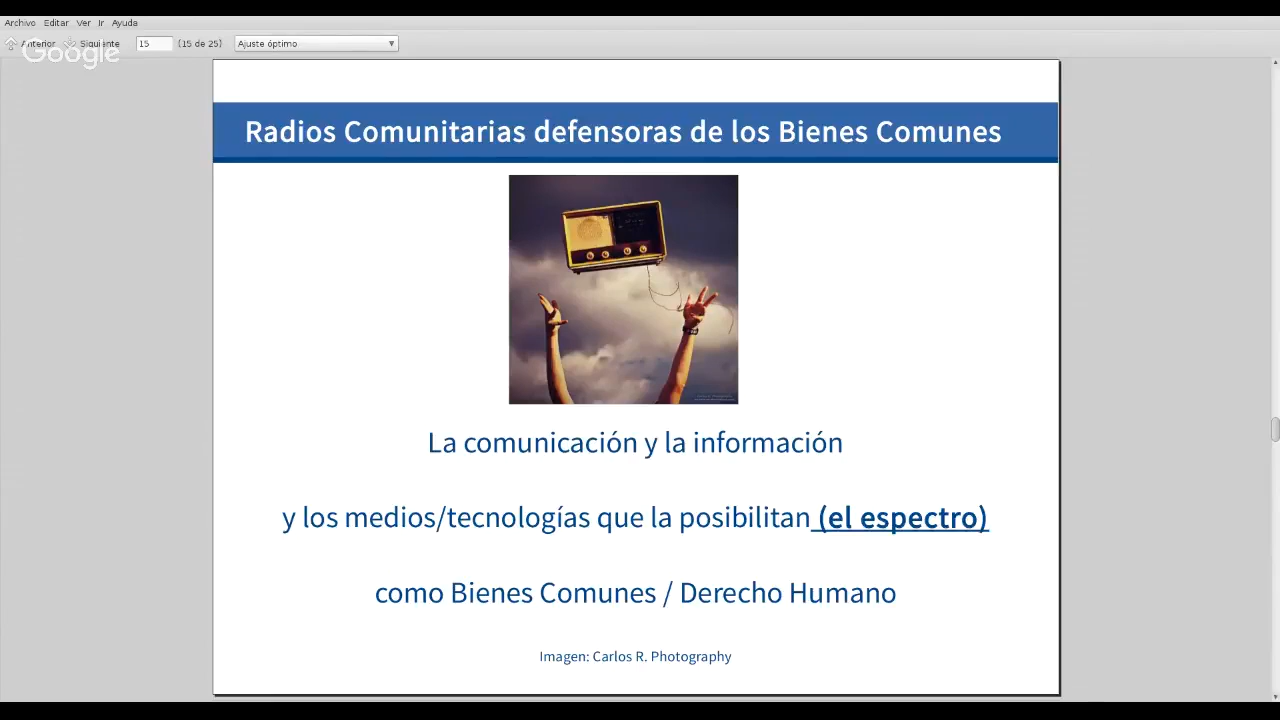 Archivo Editar Ver Ir Ayuda
Anterior Siguiente 15 (15 de 25) Ajuste óptimo
Google
Radios Comunitarias defensoras de los Bienes Comunes
La comunicación y la información
y los medios/tecnologías que la posibilitan (el espectro)
como Bienes Comunes / Derecho Humano
Imagen: Carlos R. Photography